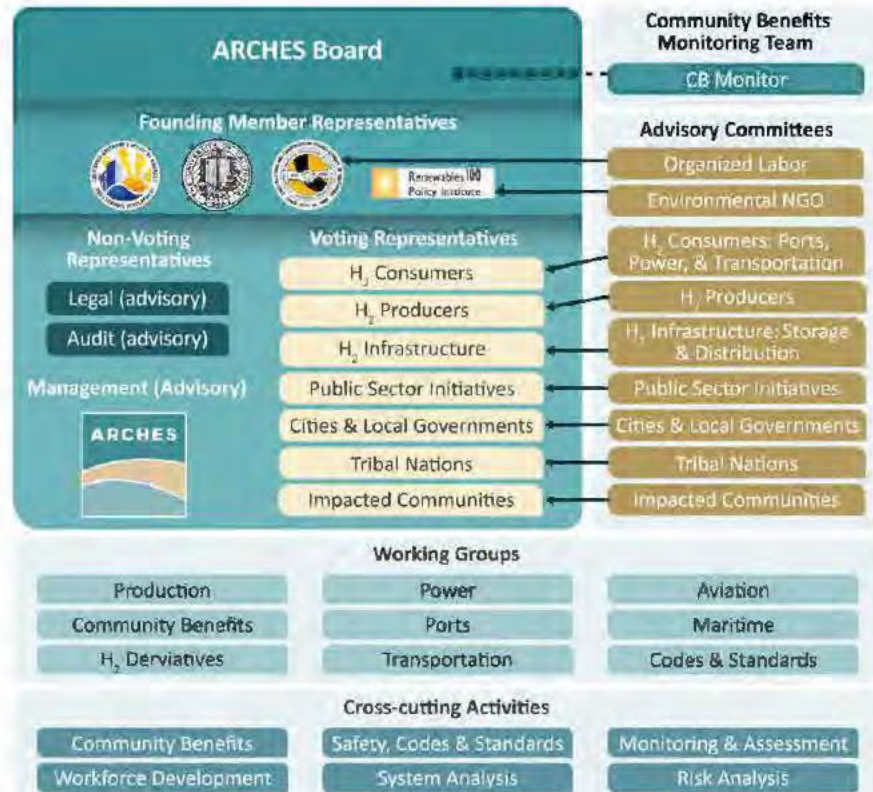 ARCHES Board
Founding Member Representatives
Renewables 100
Policy Institute
Non-Voting
Representatives
Legal (advisory)
Audit (advisory)
Management (Advisory)
ARCHES
Voting Representatives
H₂ Consumers
H₂ Producers
H₂ Infrastructure
Public Sector Initiatives
Cities & Local Governments
Tribal Nations
Impacted Communities
Community Benefits
Monitoring Team
CB Monitor
Advisory Committees
Organized Labor
Environmental NGO
H₂ Consumers: Ports,
Power, & Transportation
H₂ Producers
H₂ Infrastructure: Storage
& Distribution
Public Sector Initiatives
Cities & Local Governments
Tribal Nations
Impacted Communities
Working Groups
Production
Power
Aviation
Community Benefits
Ports
Maritime
H₂ Derviatives
Transportation
Codes & Standards
Cross-cutting Activities
Community Benefits
Safety, Codes & Standards
Monitoring & Assessment
Workforce Development
System Analysis
Risk Analysis